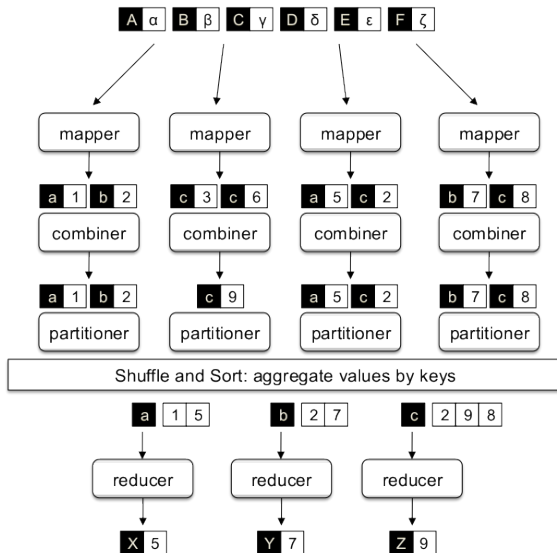 A α B β C γ D δ E ε F ζ
mapper mapper mapper mapper
a 1 b 2 c 3 c 6 a 5 c 2 b 7 c 8
combiner combiner combiner combiner
a 1 b 2 c 9 a 5 c 2 b 7 c 8
partitioner partitioner partitioner partitioner
Shuffle and Sort: aggregate values by keys
a 1 5 b 2 7 c 2 9 8
reducer reducer reducer
X 5 Y 7 Z 9